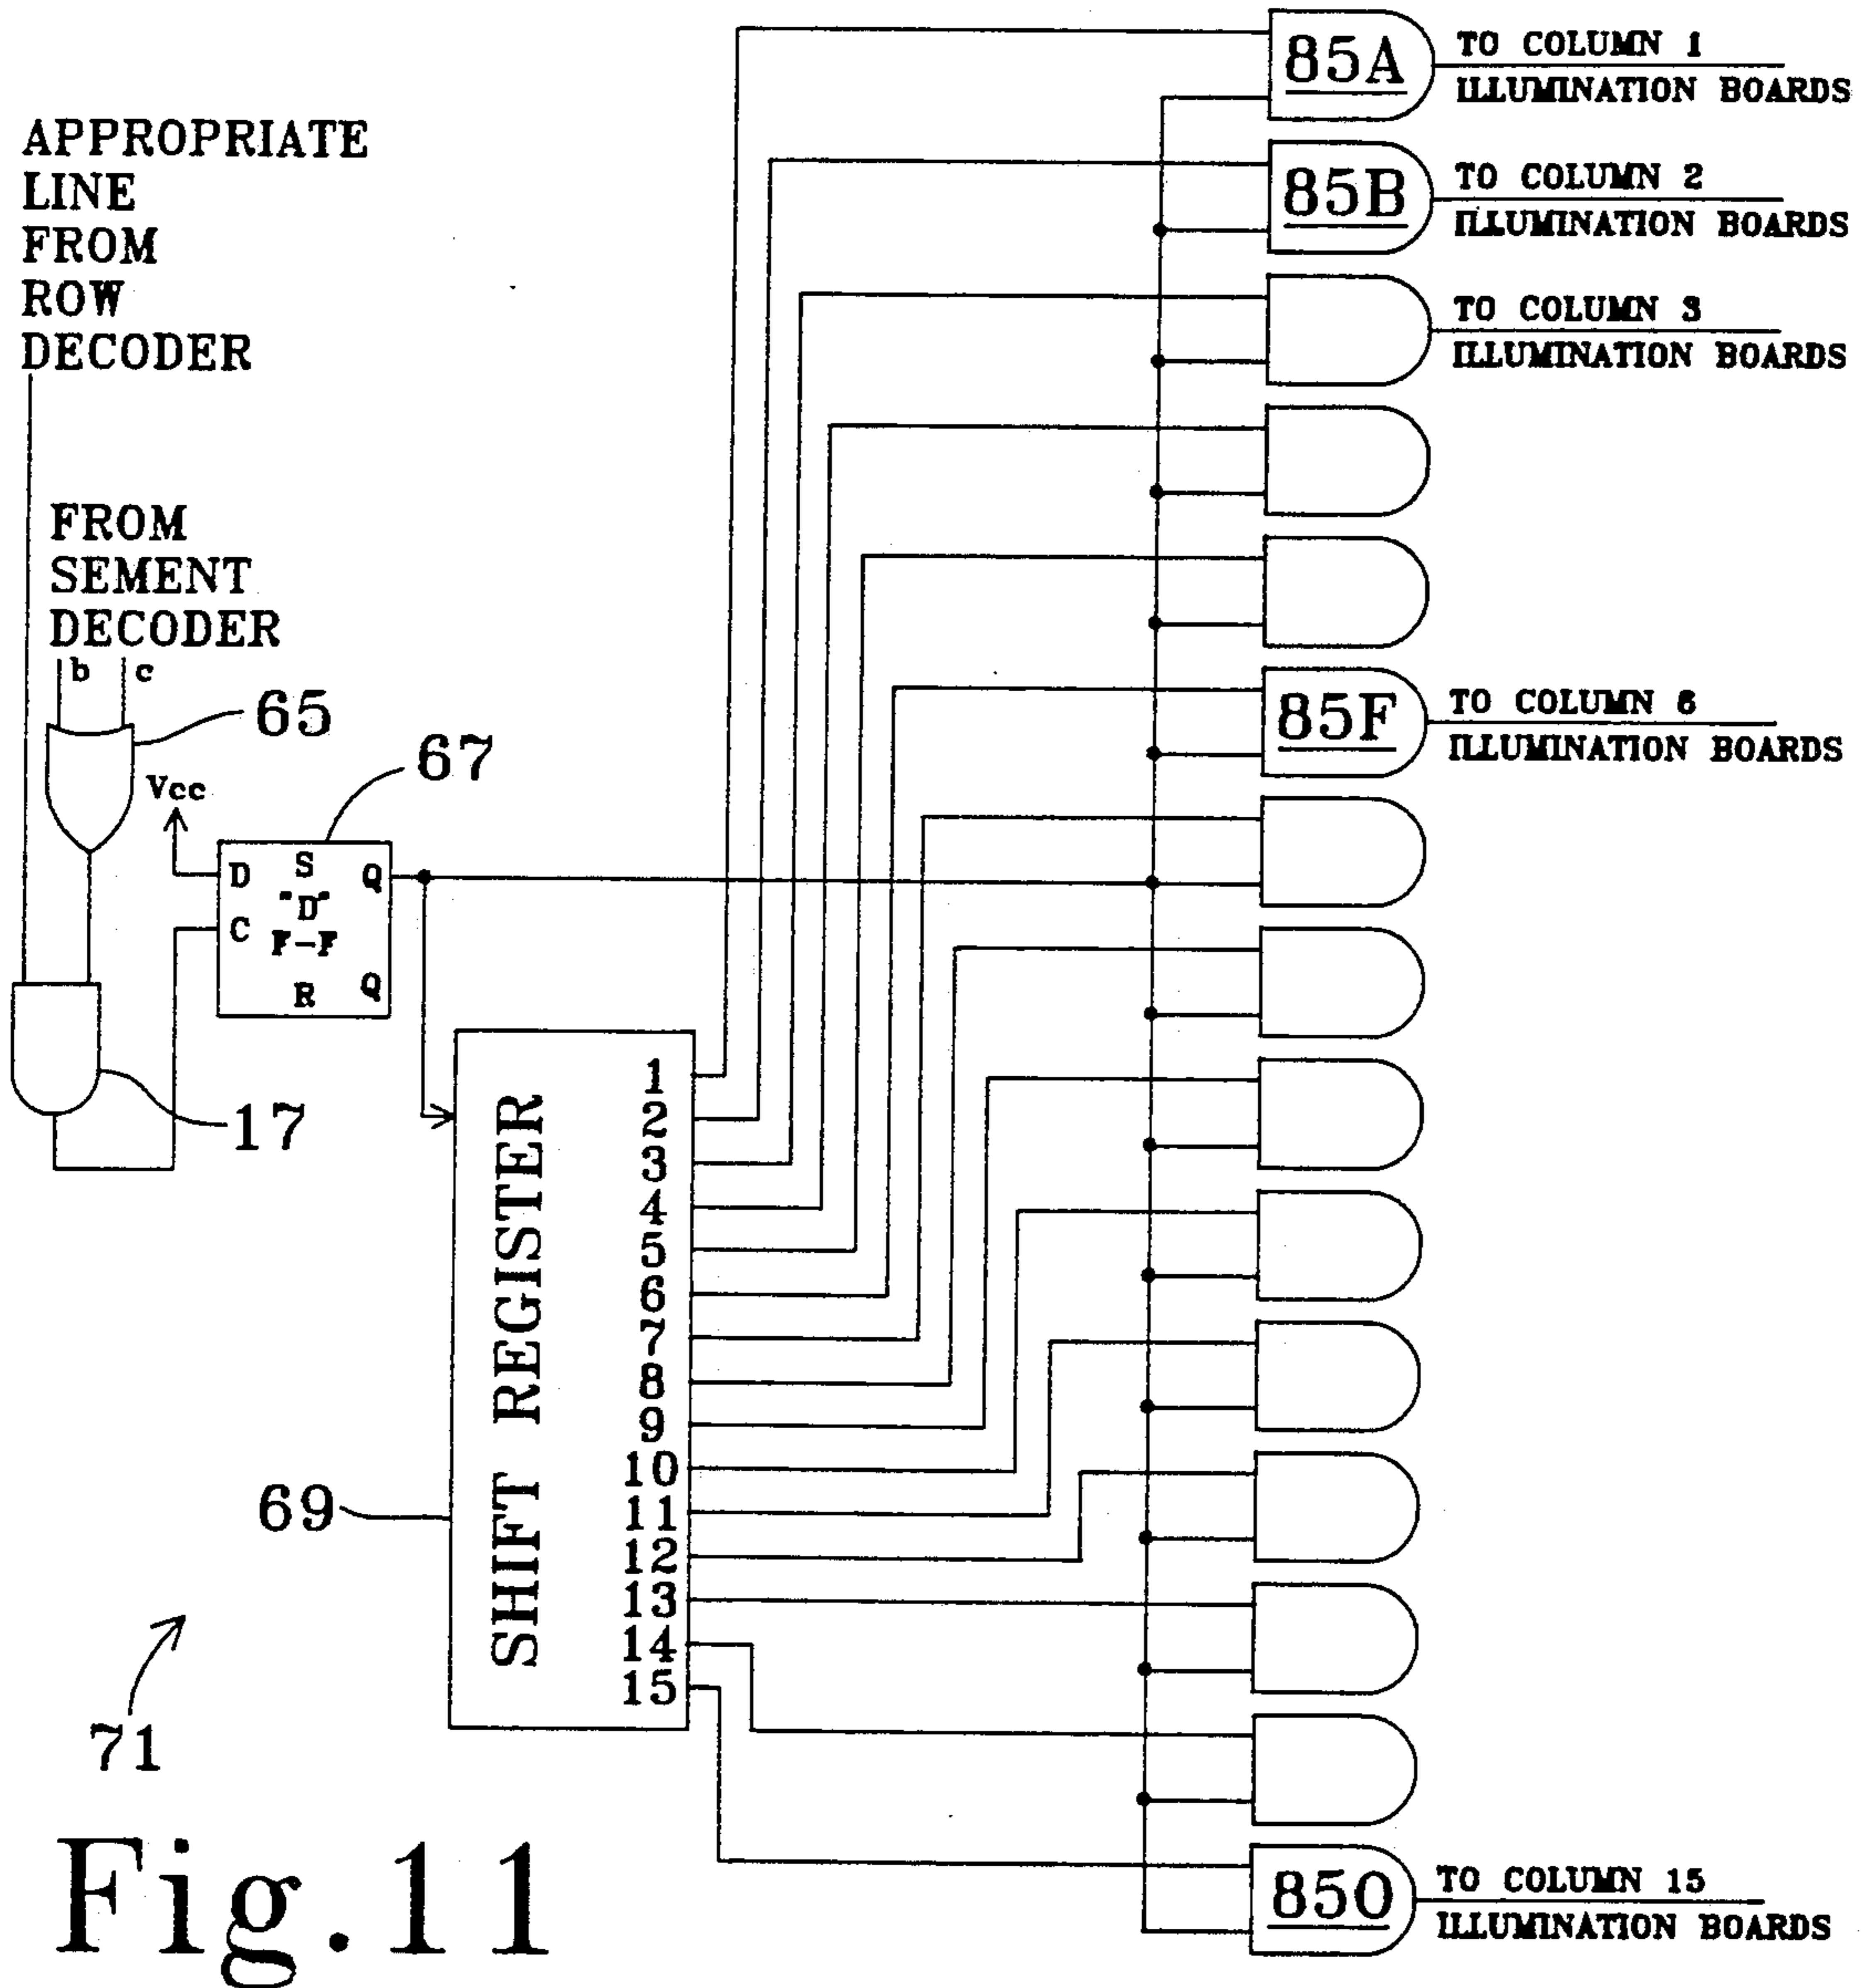 APPROPRIATE
LINE
FROM
ROW
DECODER
FROM
SEMENT
DECODER
b c
65
Vcc
67
D S Q
"D"
C F-F
R Q
17
SHIFT REGISTER
1
2
3
4
5
6
7
8
9
10
11
12
13
14
15
69
71
85A
TO COLUMN 1
ILLUMINATION BOARDS
85B
TO COLUMN 2
ILLUMINATION BOARDS
TO COLUMN 3
ILLUMINATION BOARDS
85F
TO COLUMN 6
ILLUMINATION BOARDS
85O
TO COLUMN 15
ILLUMINATION BOARDS
Fig.11